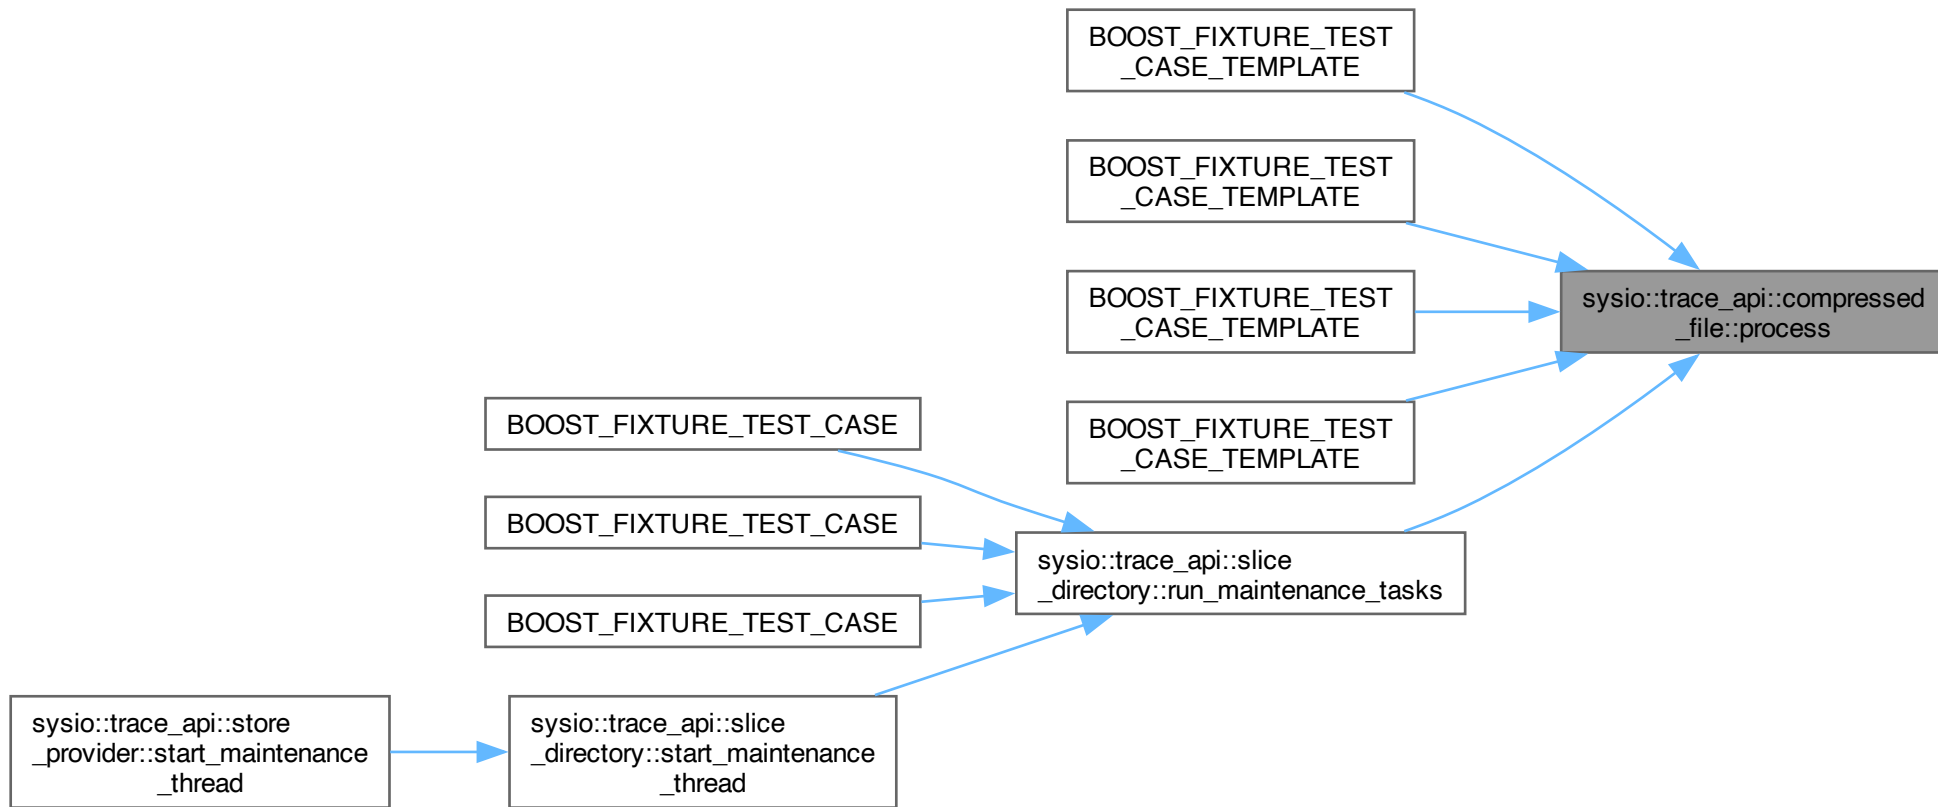 BOOST_FIXTURE_TEST
_CASE_TEMPLATE
BOOST_FIXTURE_TEST
_CASE_TEMPLATE
BOOST_FIXTURE_TEST
_CASE_TEMPLATE
sysio::trace_api::compressed
_file::process
BOOST_FIXTURE_TEST
_CASE_TEMPLATE
BOOST_FIXTURE_TEST_CASE
BOOST_FIXTURE_TEST_CASE
BOOST_FIXTURE_TEST_CASE
sysio::trace_api::slice
_directory::run_maintenance_tasks
sysio::trace_api::store
_provider::start_maintenance
_thread
sysio::trace_api::slice
_directory::start_maintenance
_thread